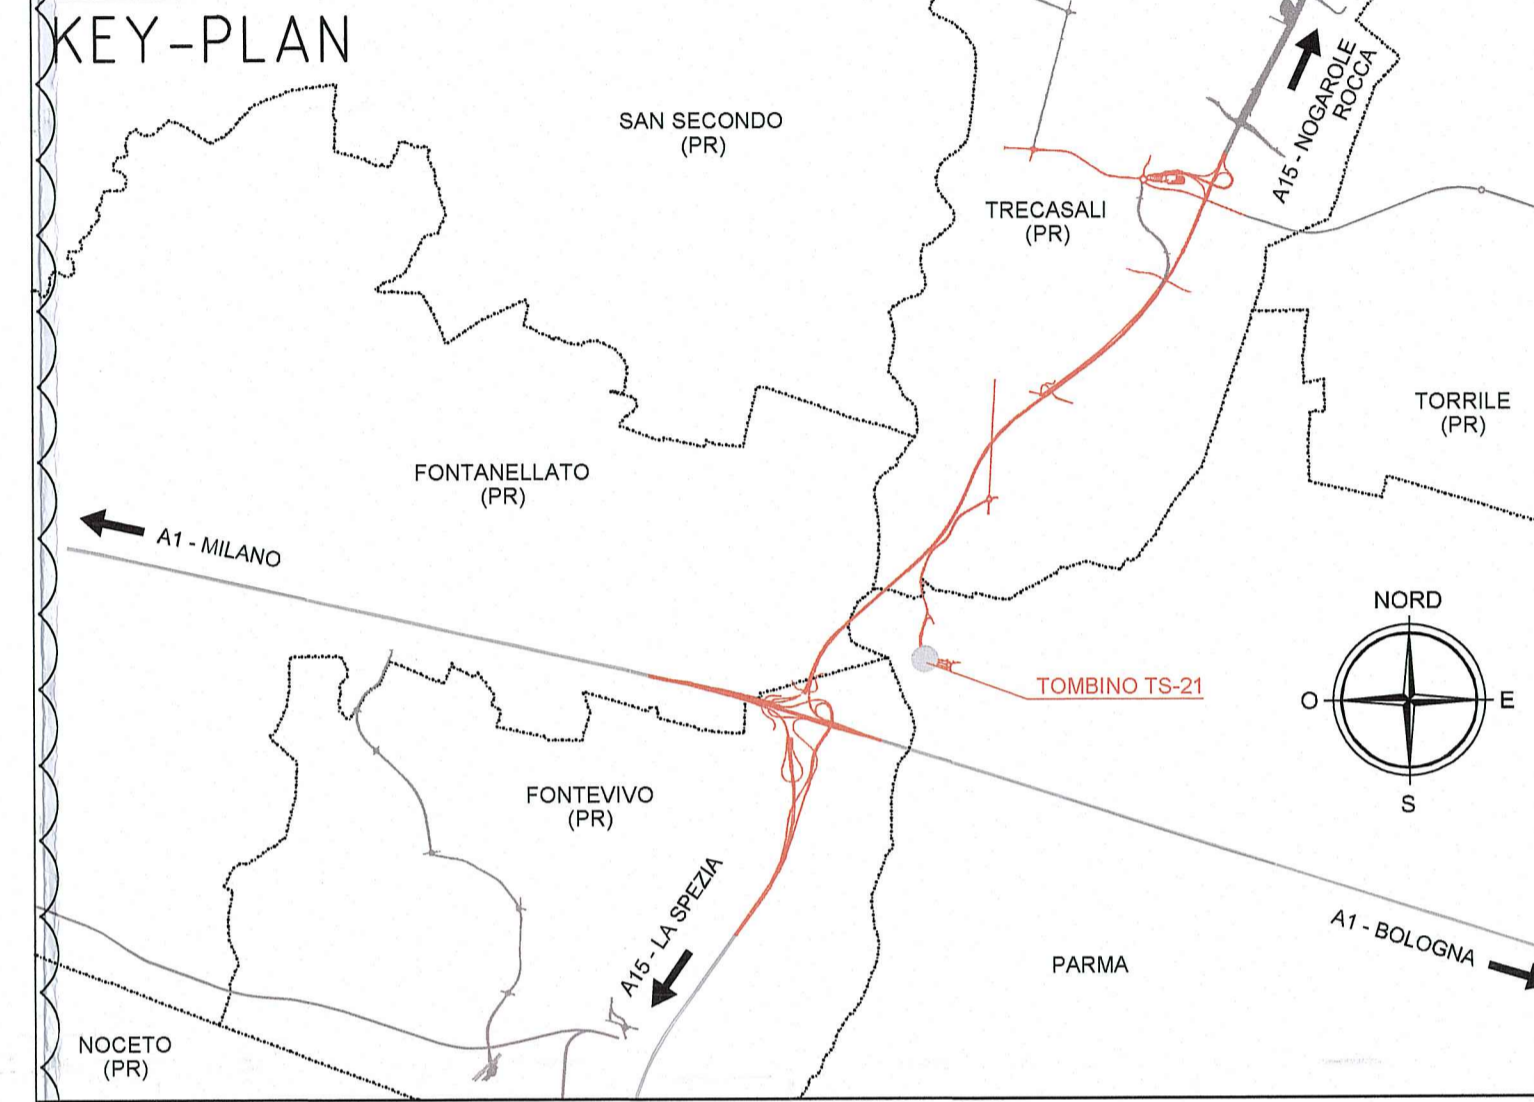 KEY-PLAN
SAN SECONDO
(PR)
A15 - NOGAROLE
ROCCA
TRECASALI
(PR)
TORRILE
(PR)
FONTANELLATO
(PR)
A1 - MILANO
NORD
O
E
S
TOMBINO TS-21
FONTEVIVO
(PR)
A15 - LA SPEZIA
A1 - BOLOGNA
PARMA
NOCETO
(PR)